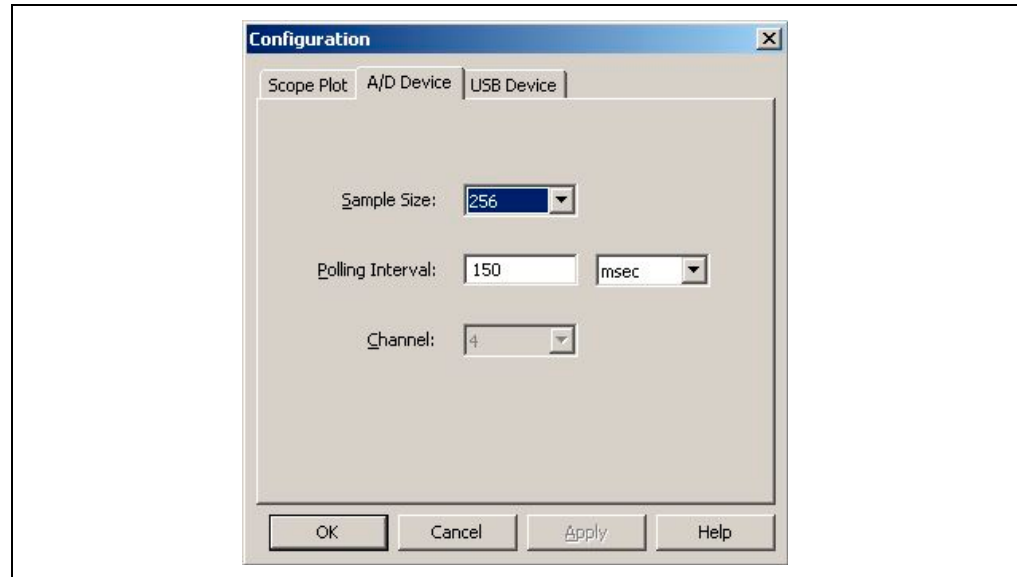 Configuration
Scope Plot A/D Device USB Device
Sample Size: 256
Polling Interval: 150 msec
Channel: 4
OK Cancel Apply Help